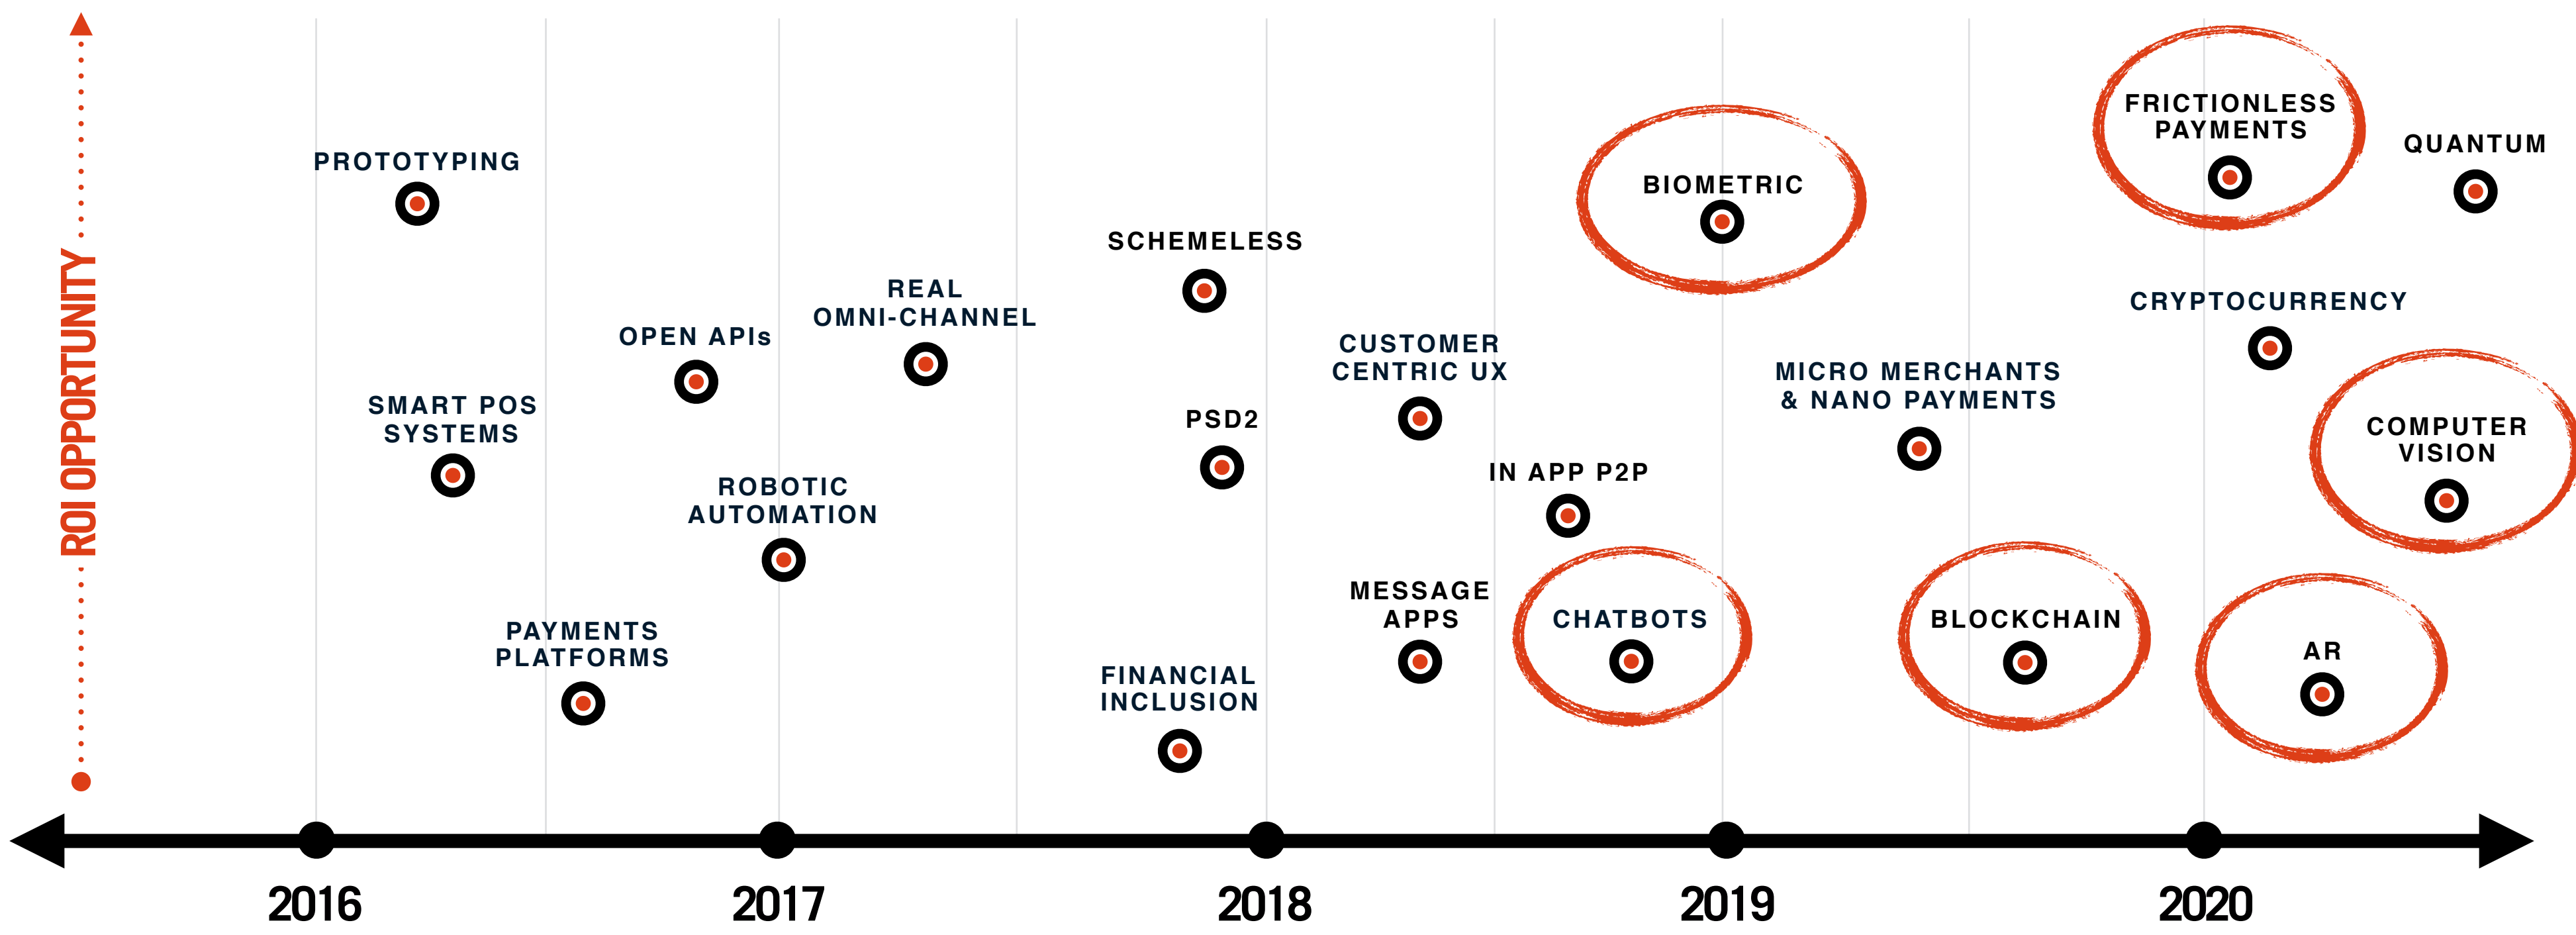 ROI OPPORTUNITY
PROTOTYPING
SMART POS
SYSTEMS
PAYMENTS
PLATFORMS
OPEN APIs
ROBOTIC
AUTOMATION
REAL
OMNI-CHANNEL
SCHEMELESS
PSD2
FINANCIAL
INCLUSION
CUSTOMER
CENTRIC UX
MESSAGE
APPS
IN APP P2P
CHATBOTS
BIOMETRIC
MICRO MERCHANTS
& NANO PAYMENTS
BLOCKCHAIN
FRICTIONLESS
PAYMENTS
QUANTUM
CRYPTOCURRENCY
COMPUTER
VISION
AR
2016
2017
2018
2019
2020